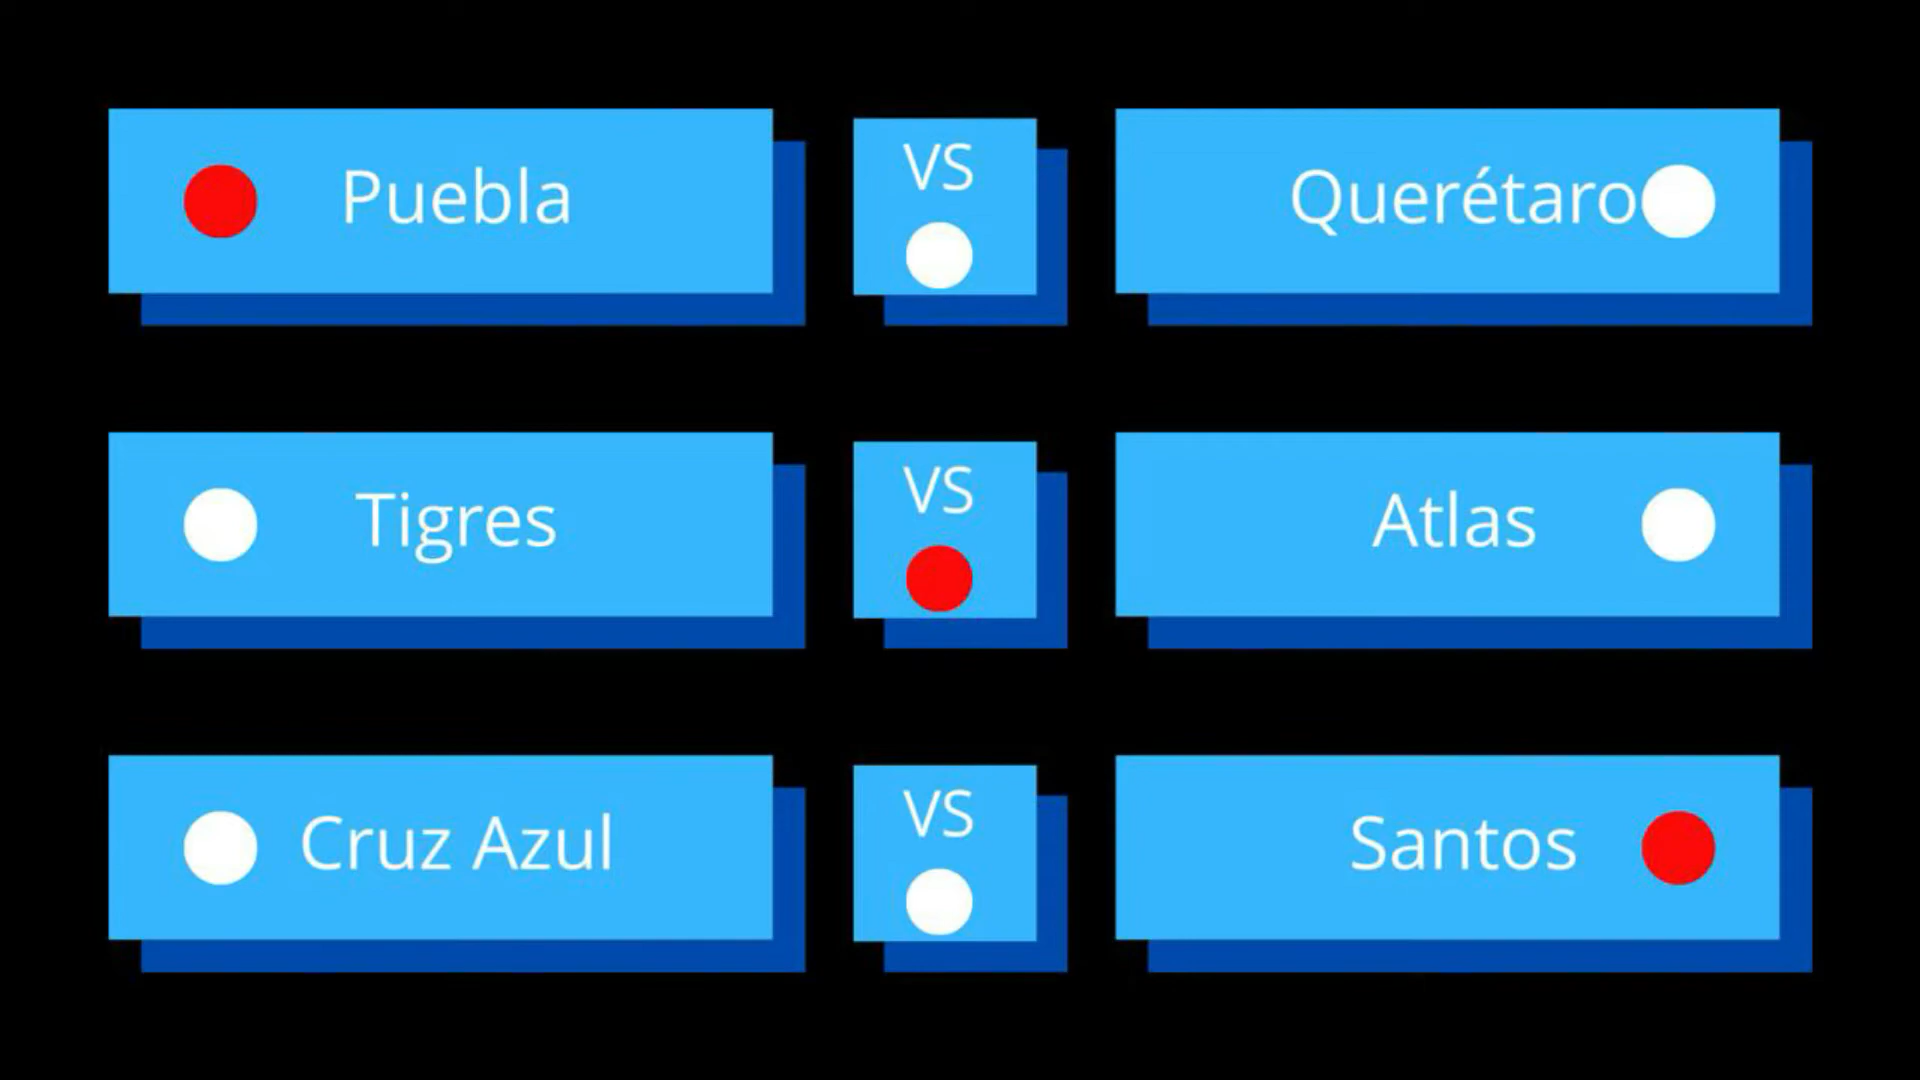 Puebla
VS
Querétaro
Tigres
VS
Atlas
Cruz Azul
VS
Santos